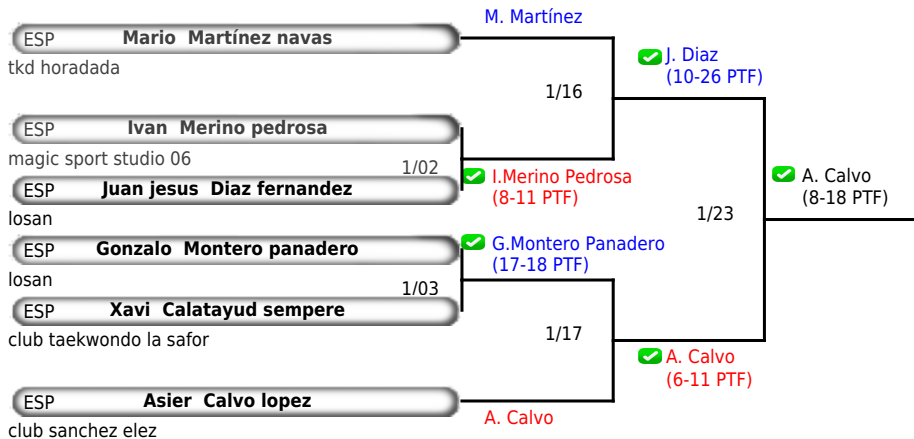 M. Martínez
ESP Mario Martínez navas
tkd horadada
J. Diaz
(10-26 PTF)
1/16
ESP Ivan Merino pedrosa
magic sport studio 06
1/02
I.Merino Pedrosa
(8-11 PTF)
ESP Juan jesus Diaz fernandez
losan
A. Calvo
(8-18 PTF)
1/23
ESP Gonzalo Montero panadero
losan
G.Montero Panadero
(17-18 PTF)
1/03
ESP Xavi Calatayud sempere
club taekwondo la safor
1/17
A. Calvo
(6-11 PTF)
ESP Asier Calvo lopez
club sanchez elez
A. Calvo